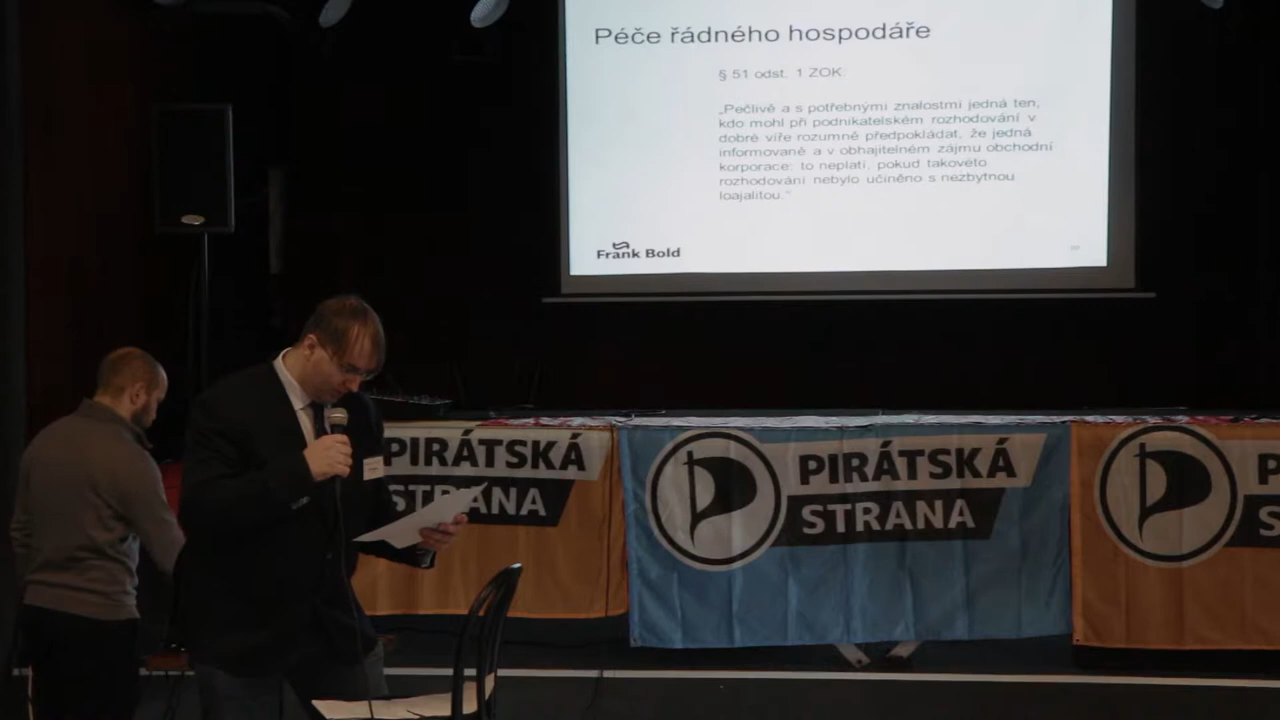 Péče řádného hospodáře
§ 51 odst. 1 ZOK
„Pečlivě a s potřebnými znalostmi jedná ten,
kdo mohl při podnikatelském rozhodování v
dobré víře rozumně předpokládat, že jedná
informovaně a v obhajitelném zájmu obchodní
korporace; to neplatí, pokud takovéto
rozhodování nebylo učiněno s nezbytnou
loajalitou.“
Frank Bold
PIRÁTSKÁ
STRANA
PIRÁTSKÁ
STRANA
P
S